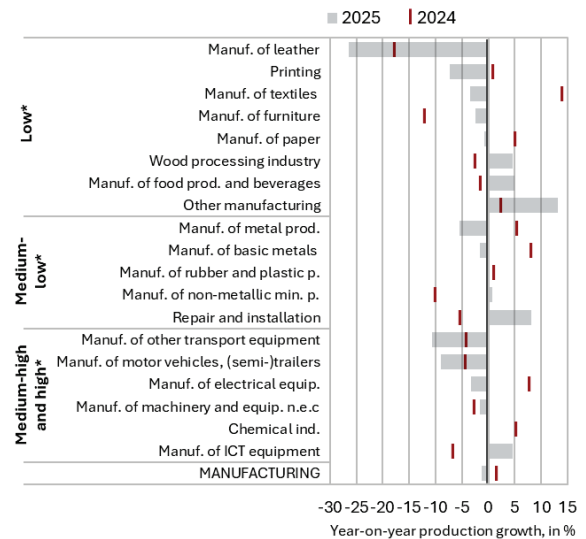 2025 2024
Low*
Manuf. of leather
Printing
Manuf. of textiles
Manuf. of furniture
Manuf. of paper
Wood processing industry
Manuf. of food prod. and beverages
Other manufacturing
Medium-
low*
Manuf. of metal prod.
Manuf. of basic metals
Manuf. of rubber and plastic p.
Manuf. of non-metallic min. p.
Repair and installation
Medium-high
and high*
Manuf. of other transport equipment
Manuf. of motor vehicles, (semi-)trailers
Manuf. of electrical equip.
Manuf. of machinery and equip. n.e.c
Chemical ind.
Manuf. of ICT equipment
MANUFACTURING
-30 -25 -20 -15 -10 -5 0 5 10 15
Year-on-year production growth, in %